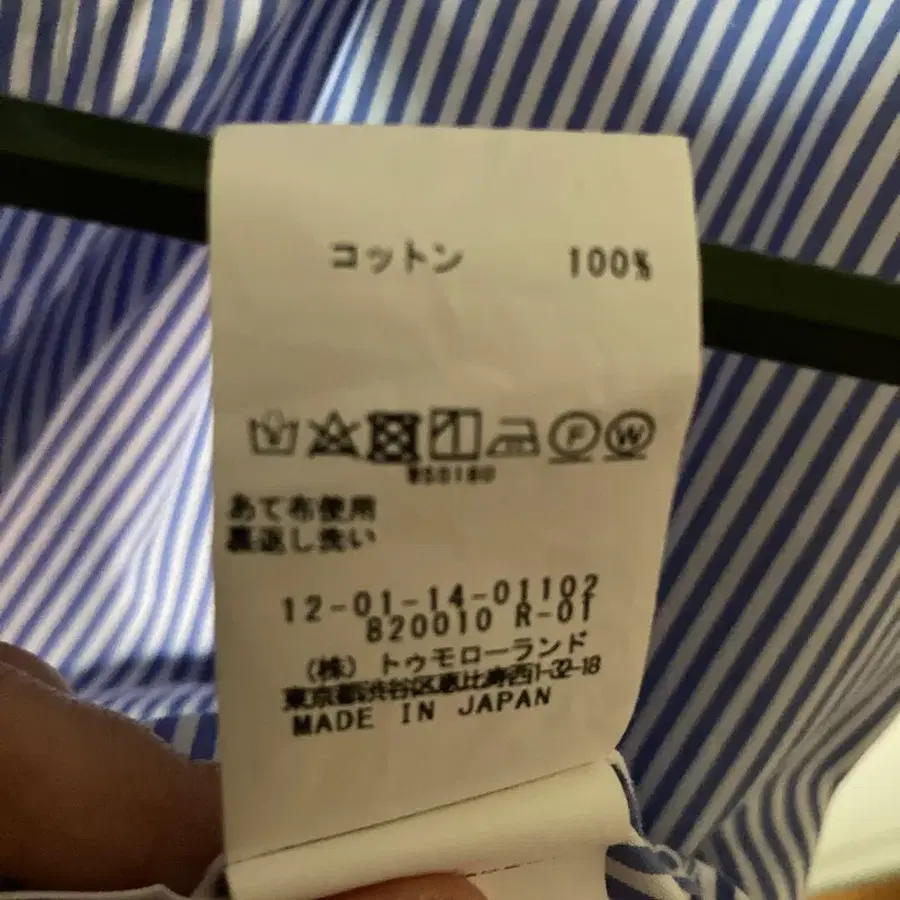 コットン 100%
F W
あて布使用
裏返し洗い
12-01-14-01102
820010 R-01
(株) トゥモローランド
東京都渋谷区恵比寿西1-32-18
MADE IN JAPAN